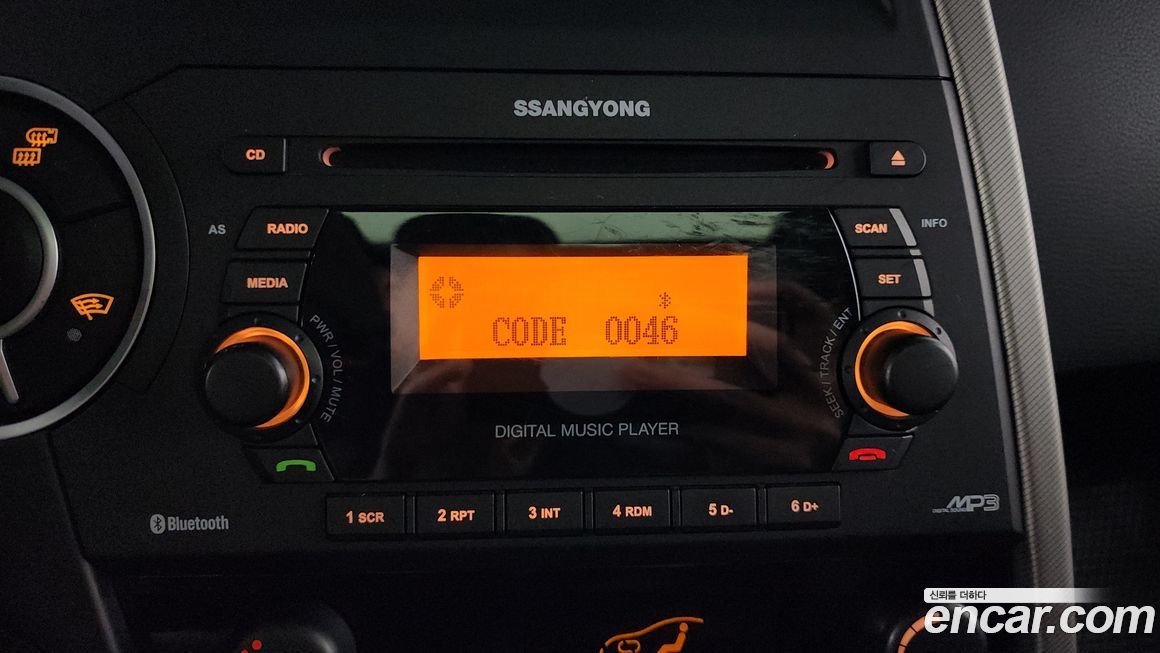 SSANGYONG
CD
AS RADIO
SCAN INFO
MEDIA
SET
CODE 0046
PWR / VOL / MUTE
SEEK / TRACK / ENT
DIGITAL MUSIC PLAYER
1 SCR 2 RPT 3 INT 4 RDM 5 D- 6 D+
Bluetooth
MP3
DIGITAL SOUND
신뢰를 더하다
encar.com